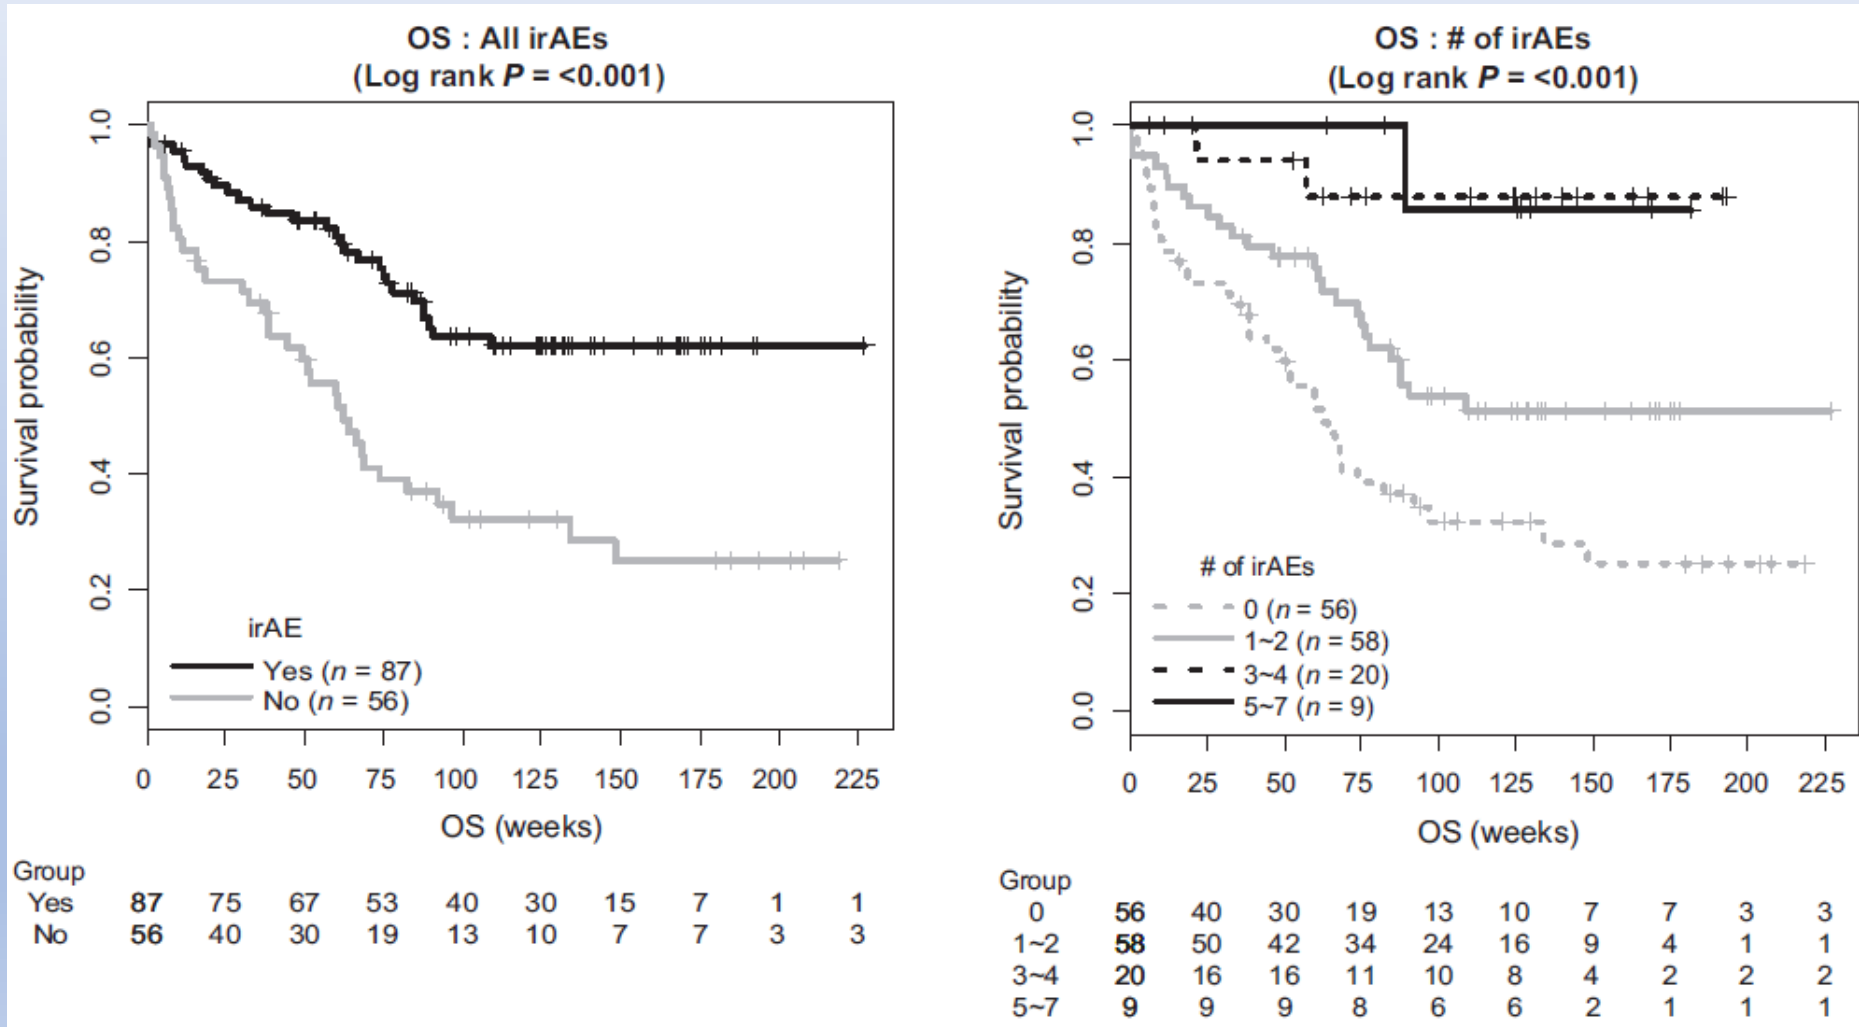 OS : All irAEs
(Log rank P = <0.001)
Survival probability
1.0
0.8
0.6
0.4
0.2
0.0
irAE
Yes (n = 87)
No (n = 56)
0 25 50 75 100 125 150 175 200 225
OS (weeks)
Group
Yes 87 75 67 53 40 30 15 7 1 1
No 56 40 30 19 13 10 7 7 3 3
OS : # of irAEs
(Log rank P = <0.001)
Survival probability
1.0
0.8
0.6
0.4
0.2
0.0
# of irAEs
0 (n = 56)
1~2 (n = 58)
3~4 (n = 20)
5~7 (n = 9)
0 25 50 75 100 125 150 175 200 225
OS (weeks)
Group
0 56 40 30 19 13 10 7 7 3 3
1~2 58 50 42 34 24 16 9 4 1 1
3~4 20 16 16 11 10 8 4 2 2 2
5~7 9 9 9 8 6 6 2 1 1 1